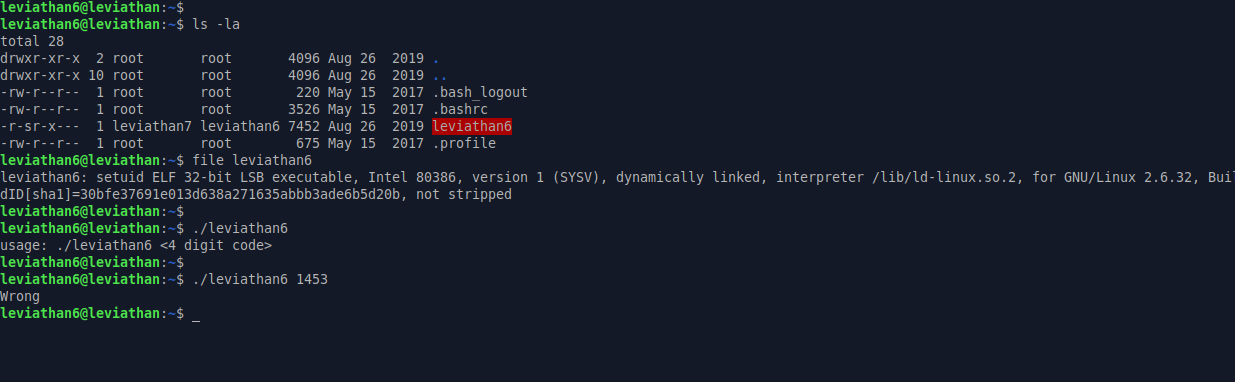 leviathan6@leviathan:~$
leviathan6@leviathan:~$ ls -la
total 28
drwxr-xr-x  2 root       root       4096 Aug 26  2019 .
drwxr-xr-x 10 root       root       4096 Aug 26  2019 ..
-rw-r--r--  1 root       root        220 May 15  2017 .bash_logout
-rw-r--r--  1 root       root       3526 May 15  2017 .bashrc
-r-sr-x---  1 leviathan7 leviathan6 7452 Aug 26  2019 leviathan6
-rw-r--r--  1 root       root        675 May 15  2017 .profile
leviathan6@leviathan:~$ file leviathan6
leviathan6: setuid ELF 32-bit LSB executable, Intel 80386, version 1 (SYSV), dynamically linked, interpreter /lib/ld-linux.so.2, for GNU/Linux 2.6.32, Buil
dID[sha1]=30bfe37691e013d638a271635abbb3ade6b5d20b, not stripped
leviathan6@leviathan:~$
leviathan6@leviathan:~$ ./leviathan6
usage: ./leviathan6 <4 digit code>
leviathan6@leviathan:~$
leviathan6@leviathan:~$ ./leviathan6 1453
Wrong
leviathan6@leviathan:~$ _